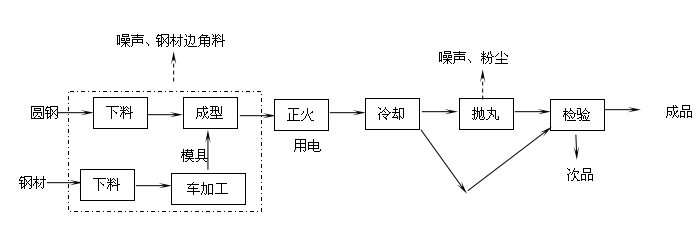 噪声、钢材边角料
噪声、粉尘
圆钢
下料
成型
正火
冷却
抛丸
检验
成品
用电
模具
次品
钢材
下料
车加工